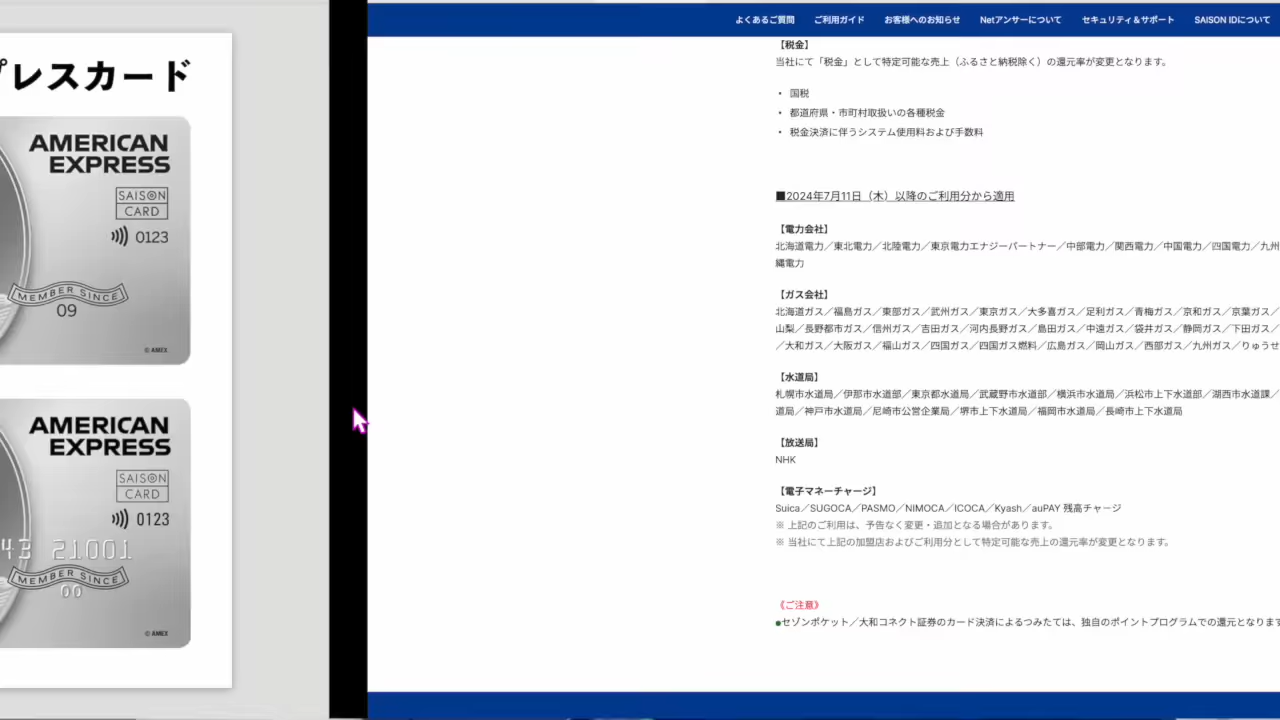 プレスカード
AMERICAN
EXPRESS
SAISON
CARD
0123
MEMBER SINCE
09
© AMEX
AMERICAN
EXPRESS
SAISON
CARD
0123
43 21001
MEMBER SINCE
00
© AMEX
よくあるご質問 ご利用ガイド お客様へのお知らせ Netアンサーについて セキュリティ&サポート SAISON IDについて
【税金】
当社にて「税金」として特定可能な売上（ふるさと納税除く）の還元率が変更となります。
・ 国税
・ 都道府県・市町村取扱いの各種税金
・ 税金決済に伴うシステム使用料および手数料
■2024年7月11日（木）以降のご利用分から適用
【電力会社】
北海道電力／東北電力／北陸電力／東京電力エナジーパートナー／中部電力／関西電力／中国電力／四国電力／九州
縄電力
【ガス会社】
北海道ガス／福島ガス／東部ガス／武州ガス／東京ガス／大多喜ガス／足利ガス／青梅ガス／京和ガス／京葉ガス／
山梨／長野都市ガス／信州ガス／吉田ガス／河内長野ガス／島田ガス／中遠ガス／袋井ガス／静岡ガス／下田ガス／
／大和ガス／大阪ガス／福山ガス／四国ガス／四国ガス燃料／広島ガス／岡山ガス／西部ガス／九州ガス／りゅうせ
【水道局】
札幌市水道局／伊那市水道部／東京都水道局／武蔵野市水道部／横浜市水道局／浜松市上下水道部／湖西市水道課／
道局／神戸市水道局／尼崎市公営企業局／堺市上下水道局／福岡市水道局／長崎市上下水道局
【放送局】
NHK
【電子マネーチャージ】
Suica／SUGOCA／PASMO／NIMOCA／ICOCA／Kyash／auPAY 残高チャージ
※ 上記のご利用は、予告なく変更・追加となる場合があります。
※ 当社にて上記の加盟店およびご利用分として特定可能な売上の還元率が変更となります。
《ご注意》
●セゾンポケット／大和コネクト証券のカード決済によるつみたては、独自のポイントプログラムでの還元となります